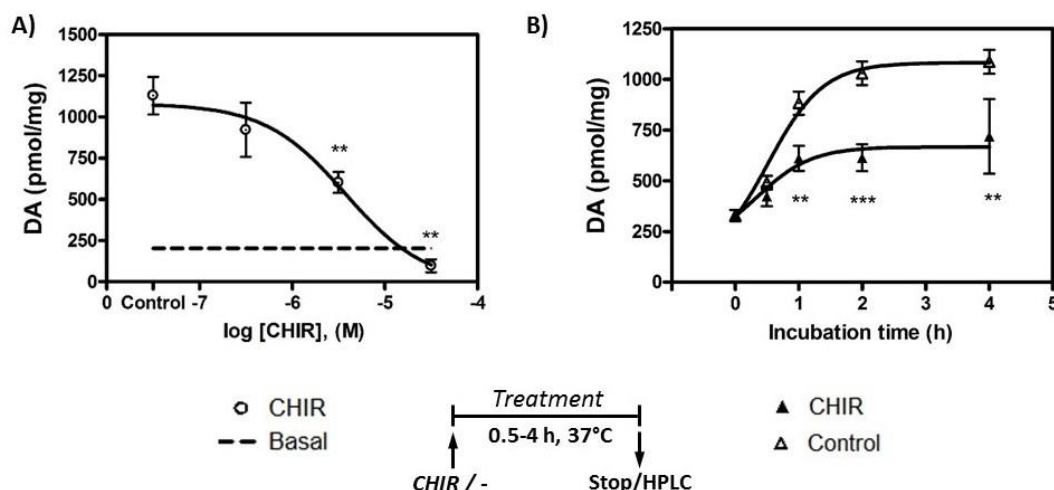 A)
DA (pmol/mg)
1500
1250
1000
750
500
250
0
**
**
0 Control -7 -6 -5 -4
log [CHIR], (M)
B)
DA (pmol/mg)
1250
1000
750
500
250
0
** *** **
0 1 2 3 4 5
Incubation time (h)
CHIR
Basal
Treatment
0.5-4 h, 37°C
CHIR / -
Stop/HPLC
CHIR
Control